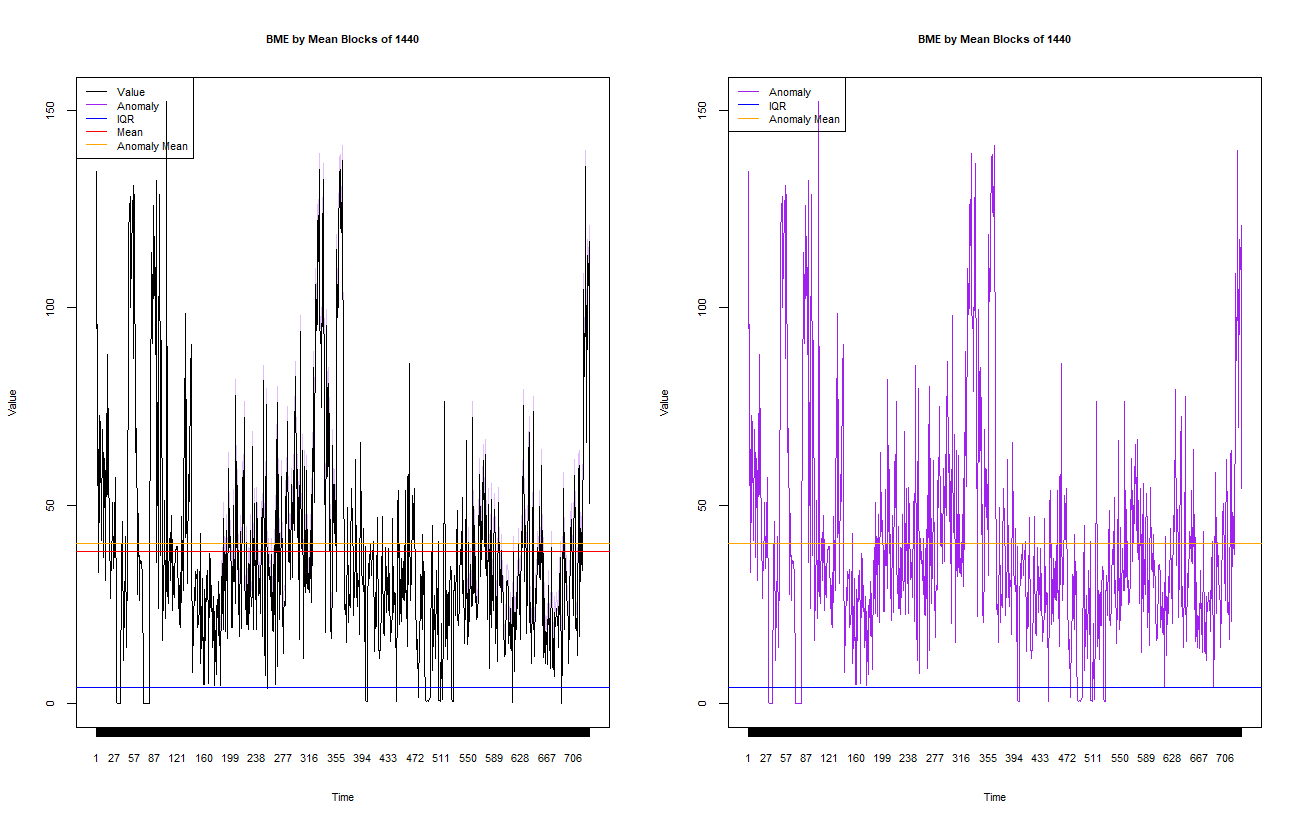 BME by Mean Blocks of 1440
Value
Anomaly
IQR
Mean
Anomaly Mean
150
100
50
0
Value
1 27 57 87 121 160 199 238 277 316 355 394 433 472 511 550 589 628 667 706
Time
BME by Mean Blocks of 1440
Anomaly
IQR
Anomaly Mean
150
100
50
0
Value
1 27 57 87 121 160 199 238 277 316 355 394 433 472 511 550 589 628 667 706
Time